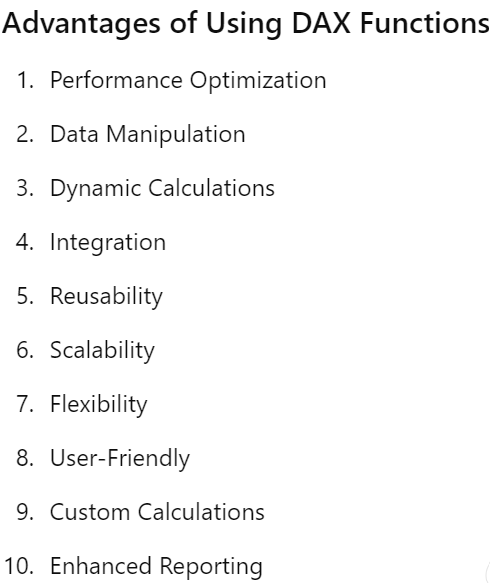 Advantages of Using DAX Functions
1. Performance Optimization
2. Data Manipulation
3. Dynamic Calculations
4. Integration
5. Reusability
6. Scalability
7. Flexibility
8. User-Friendly
9. Custom Calculations
10. Enhanced Reporting